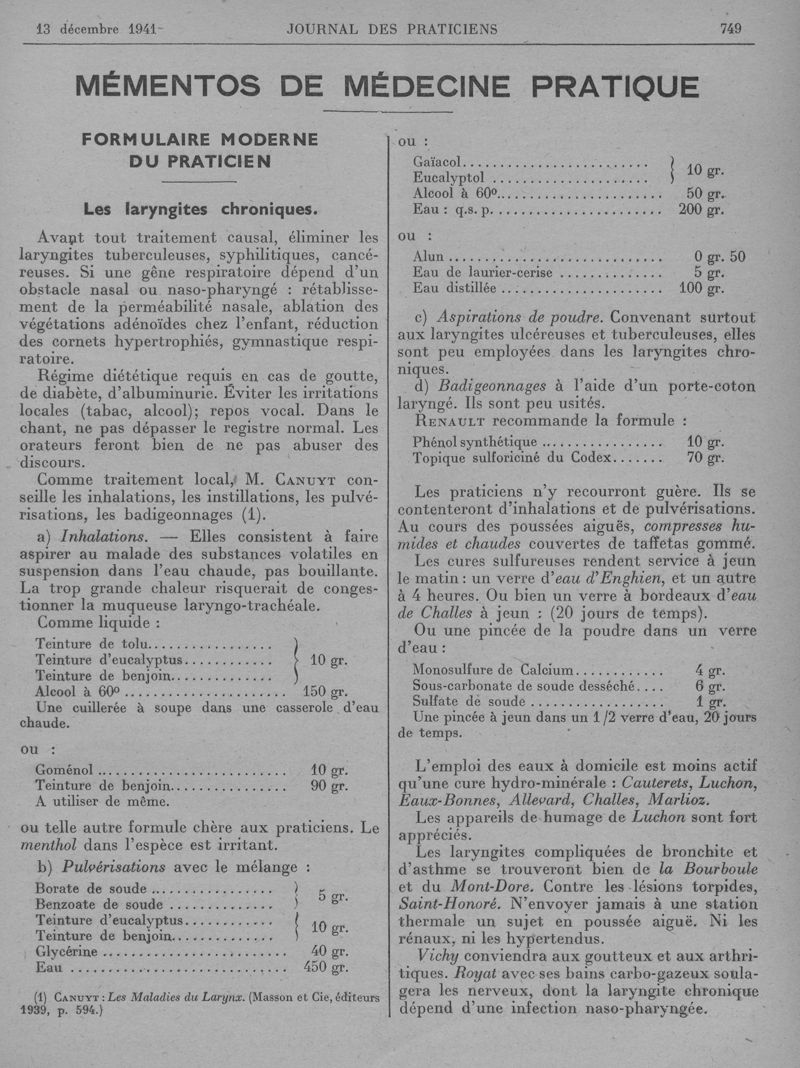 13 décembre 1941 JOURNAL DES PRATICIENS 749
MÉMENTOS DE MÉDECINE PRATIQUE
FORMULAIRE MODERNE
DU PRATICIEN
Les laryngites chroniques.
Avant tout traitement causal, éliminer les
laryngites tuberculeuses, syphilitiques, cancé-
reuses. Si une gêne respiratoire dépend d'un
obstacle nasal ou naso-pharyngé : rétablisse-
ment de la perméabilité nasale, ablation des
végétations adénoïdes chez l'enfant, réduction
des cornets hypertrophiés, gymnastique respi-
ratoire.
Régime diététique requis en cas de goutte,
de diabète, d'albuminurie. Éviter les irritations
locales (tabac, alcool); repos vocal. Dans le
chant, ne pas dépasser le registre normal. Les
orateurs feront bien de ne pas abuser des
discours.
Comme traitement local, M. CANUYT con-
seille les inhalations, les instillations, les pulvé-
risations, les badigeonnages (1).
a) Inhalations. — Elles consistent à faire
aspirer au malade des substances volatiles en
suspension dans l'eau chaude, pas bouillante.
La trop grande chaleur risquerait de conges-
tionner la muqueuse laryngo-trachéale.
Comme liquide :
Teinture de tolu................. }
Teinture d'eucalyptus............ } 10 gr.
Teinture de benjoin.............. }
Alcool à 60º ....................... 150 gr.
Une cuillerée à soupe dans une casserole d'eau
chaude.
ou :
Goménol .......................... 10 gr.
Teinture de benjoin................ 90 gr.
A utiliser de même.
ou telle autre formule chère aux praticiens. Le
menthol dans l'espèce est irritant.
b) Pulvérisations avec le mélange :
Borate de soude ................. }
Benzoate de soude ............... } 5 gr.
Teinture d'eucalyptus............ {
Teinture de benjoin.............. } 10 gr.
Glycérine .......................... 40 gr.
Eau ............................... 450 gr.
(1) CANUYT : Les Maladies du Larynx. (Masson et Cie, éditeurs
1939, p. 594.)
ou :
Gaïacol........................... }
Eucalyptol ....................... } 10 gr.
Alcool à 60º....................... 50 gr.
Eau : q.s. p. ...................... 200 gr.
ou :
Alun .............................. 0 gr. 50
Eau de laurier-cerise .............. 5 gr.
Eau distillée ...................... 100 gr.
c) Aspirations de poudre. Convenant surtout
aux laryngites ulcéreuses et tuberculeuses, elles
sont peu employées dans les laryngites chro-
niques.
d) Badigeonnages à l'aide d'un porte-coton
laryngé. Ils sont peu usités.
RENAULT recommande la formule :
Phénol synthétique ................. 10 gr.
Topique sulforiciné du Codex....... 70 gr.
Les praticiens n'y recourront guère. Ils se
contenteront d'inhalations et de pulvérisations.
Au cours des poussées aiguës, compresses hu-
mides et chaudes couvertes de taffetas gommé.
Les cures sulfureuses rendent service à jeun
le matin : un verre d'eau d'Enghien, et un autre
à 4 heures. Ou bien un verre à bordeaux d'eau
de Challes à jeun : (20 jours de temps).
Ou une pincée de la poudre dans un verre
d'eau :
Monosulfure de Calcium............ 4 gr.
Sous-carbonate de soude desséché.... 6 gr.
Sulfate de soude .................. 1 gr.
Une pincée à jeun dans un 1/2 verre d'eau, 20 jours
de temps.
L'emploi des eaux à domicile est moins actif
qu'une cure hydro-minérale : Cauterets, Luchon,
Eaux-Bonnes, Allevard, Challes, Marlioz.
Les appareils de humage de Luchon sont fort
appréciés.
Les laryngites compliquées de bronchite et
d'asthme se trouveront bien de la Bourboule
et du Mont-Dore. Contre les lésions torpides,
Saint-Honoré. N'envoyer jamais à une station
thermale un sujet en poussée aiguë. Ni les
rénaux, ni les hypertendus.
Vichy conviendra aux goutteux et aux arthri-
tiques. Royat avec ses bains carbo-gazeux soula-
gera les nerveux, dont la laryngite chronique
dépend d'une infection naso-pharyngée.